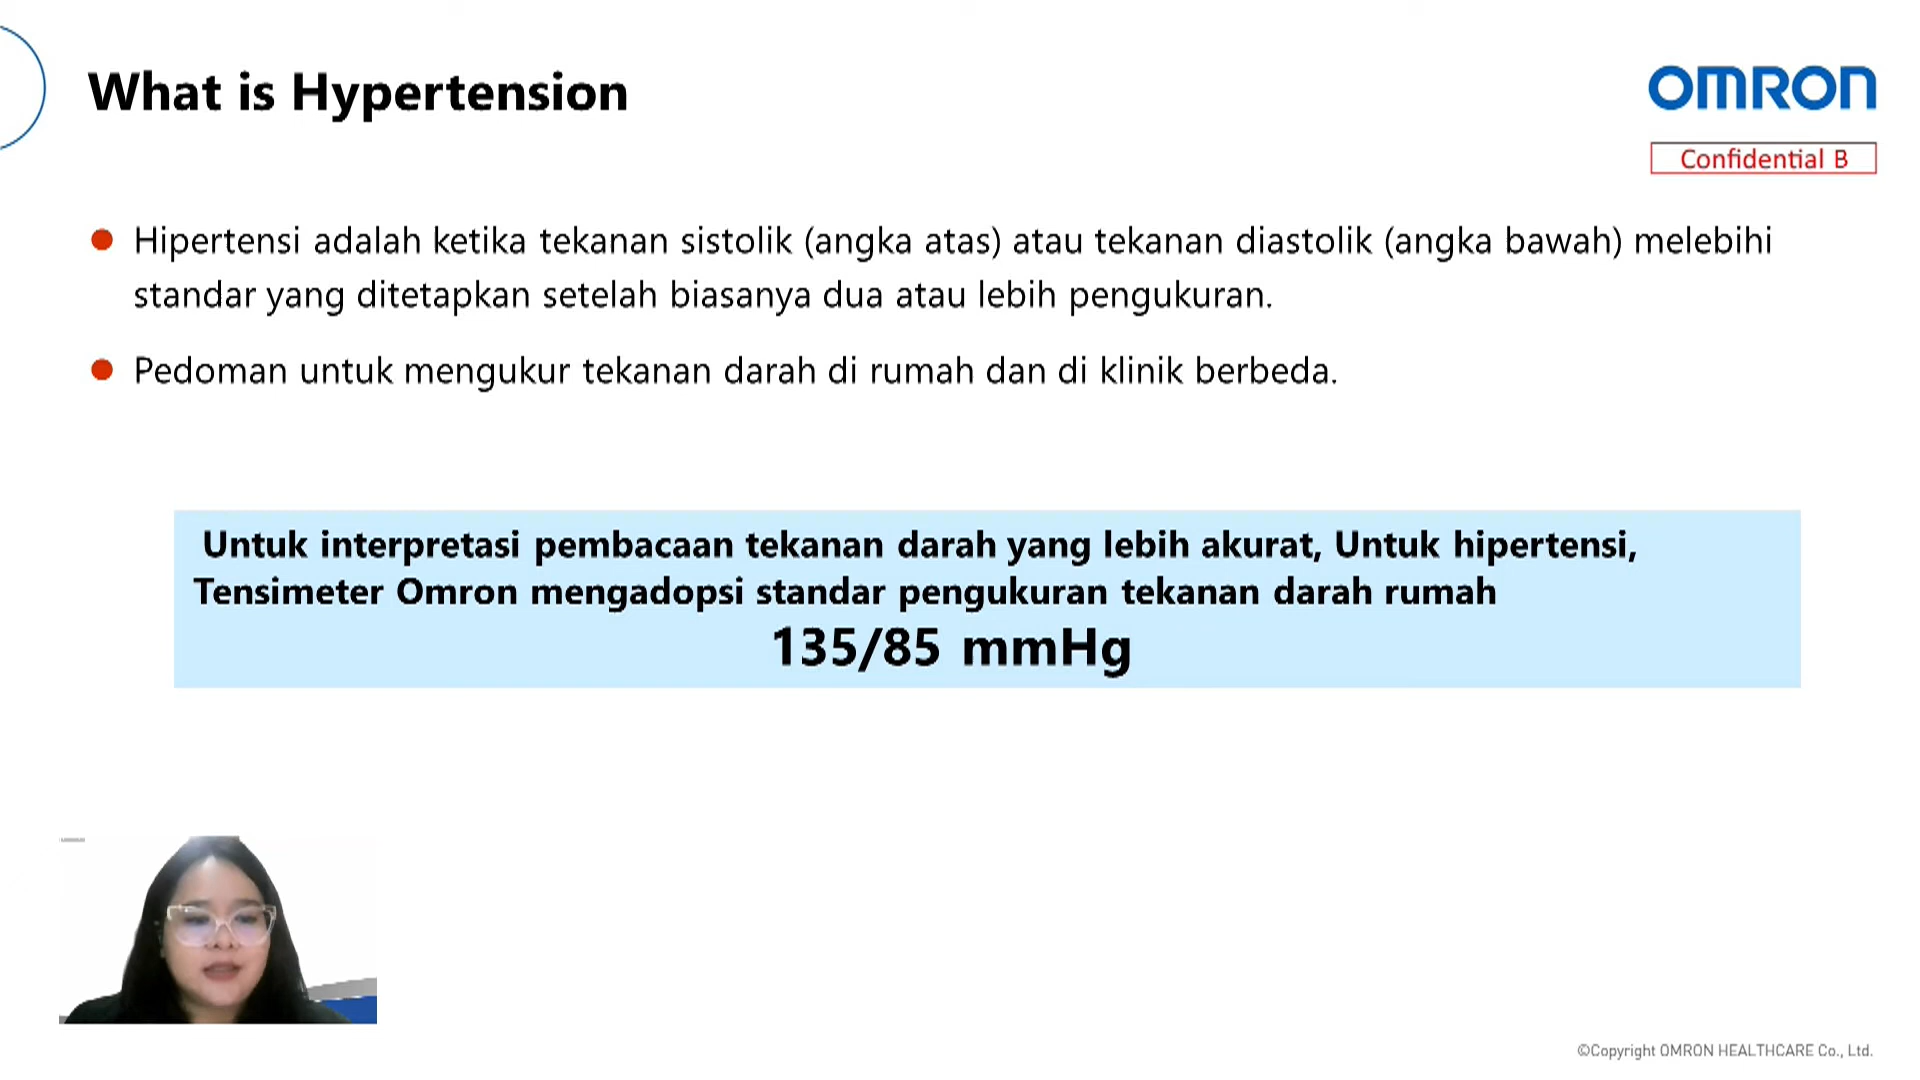 What is Hypertension
OMRON
Confidential B
Hipertensi adalah ketika tekanan sistolik (angka atas) atau tekanan diastolik (angka bawah) melebihi
standar yang ditetapkan setelah biasanya dua atau lebih pengukuran.
Pedoman untuk mengukur tekanan darah di rumah dan di klinik berbeda.
Untuk interpretasi pembacaan tekanan darah yang lebih akurat, Untuk hipertensi,
Tensimeter Omron mengadopsi standar pengukuran tekanan darah rumah
135/85 mmHg
©Copyright OMRON HEALTHCARE Co., Ltd.